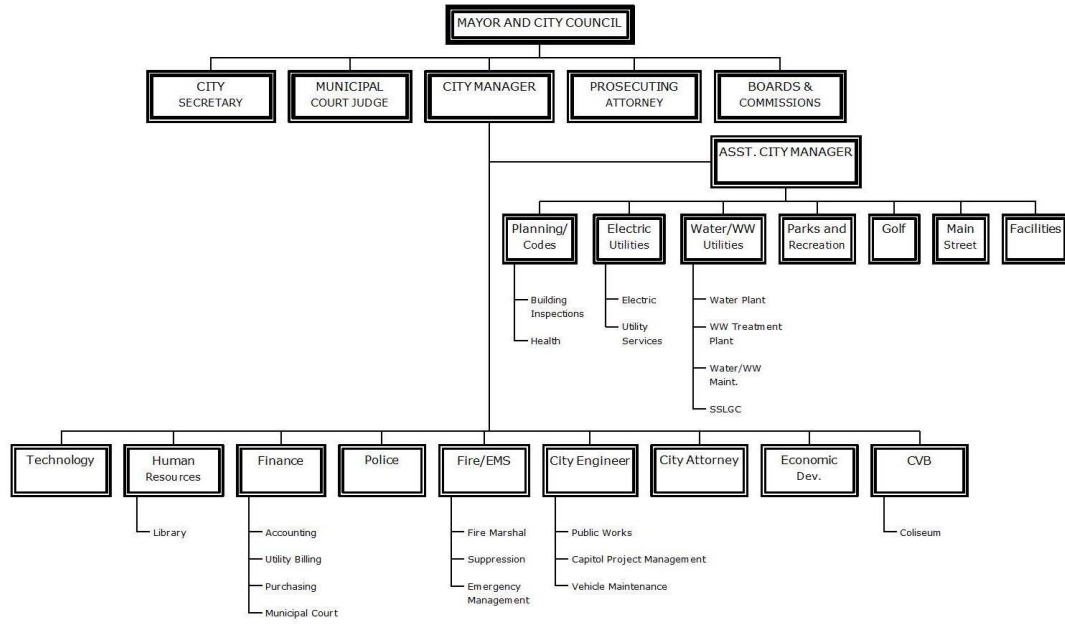 MAYOR AND CITY COUNCIL
CITY
SECRETARY
MUNICIPAL
COURT JUDGE
CITY MANAGER
PROSECUTING
ATTORNEY
BOARDS &
COMMISSIONS
ASST. CITY MANAGER
Planning/
Codes
Electric
Utilities
Water/WW
Utilities
Parks and
Recreation
Golf
Main
Street
Facilities
Building
Inspections
Health
Electric
Utility
Services
Water Plant
WW Treatment
Plant
Water/WW
Maint.
SSLGC
Technology
Human
Resources
Finance
Police
Fire/EMS
City Engineer
City Attorney
Economic
Dev.
CVB
Library
Accounting
Utility Billing
Purchasing
Municipal Court
Fire Marshal
Suppression
Emergency
Management
Public Works
Capitol Project Management
Vehicle Maintenance
Coliseum